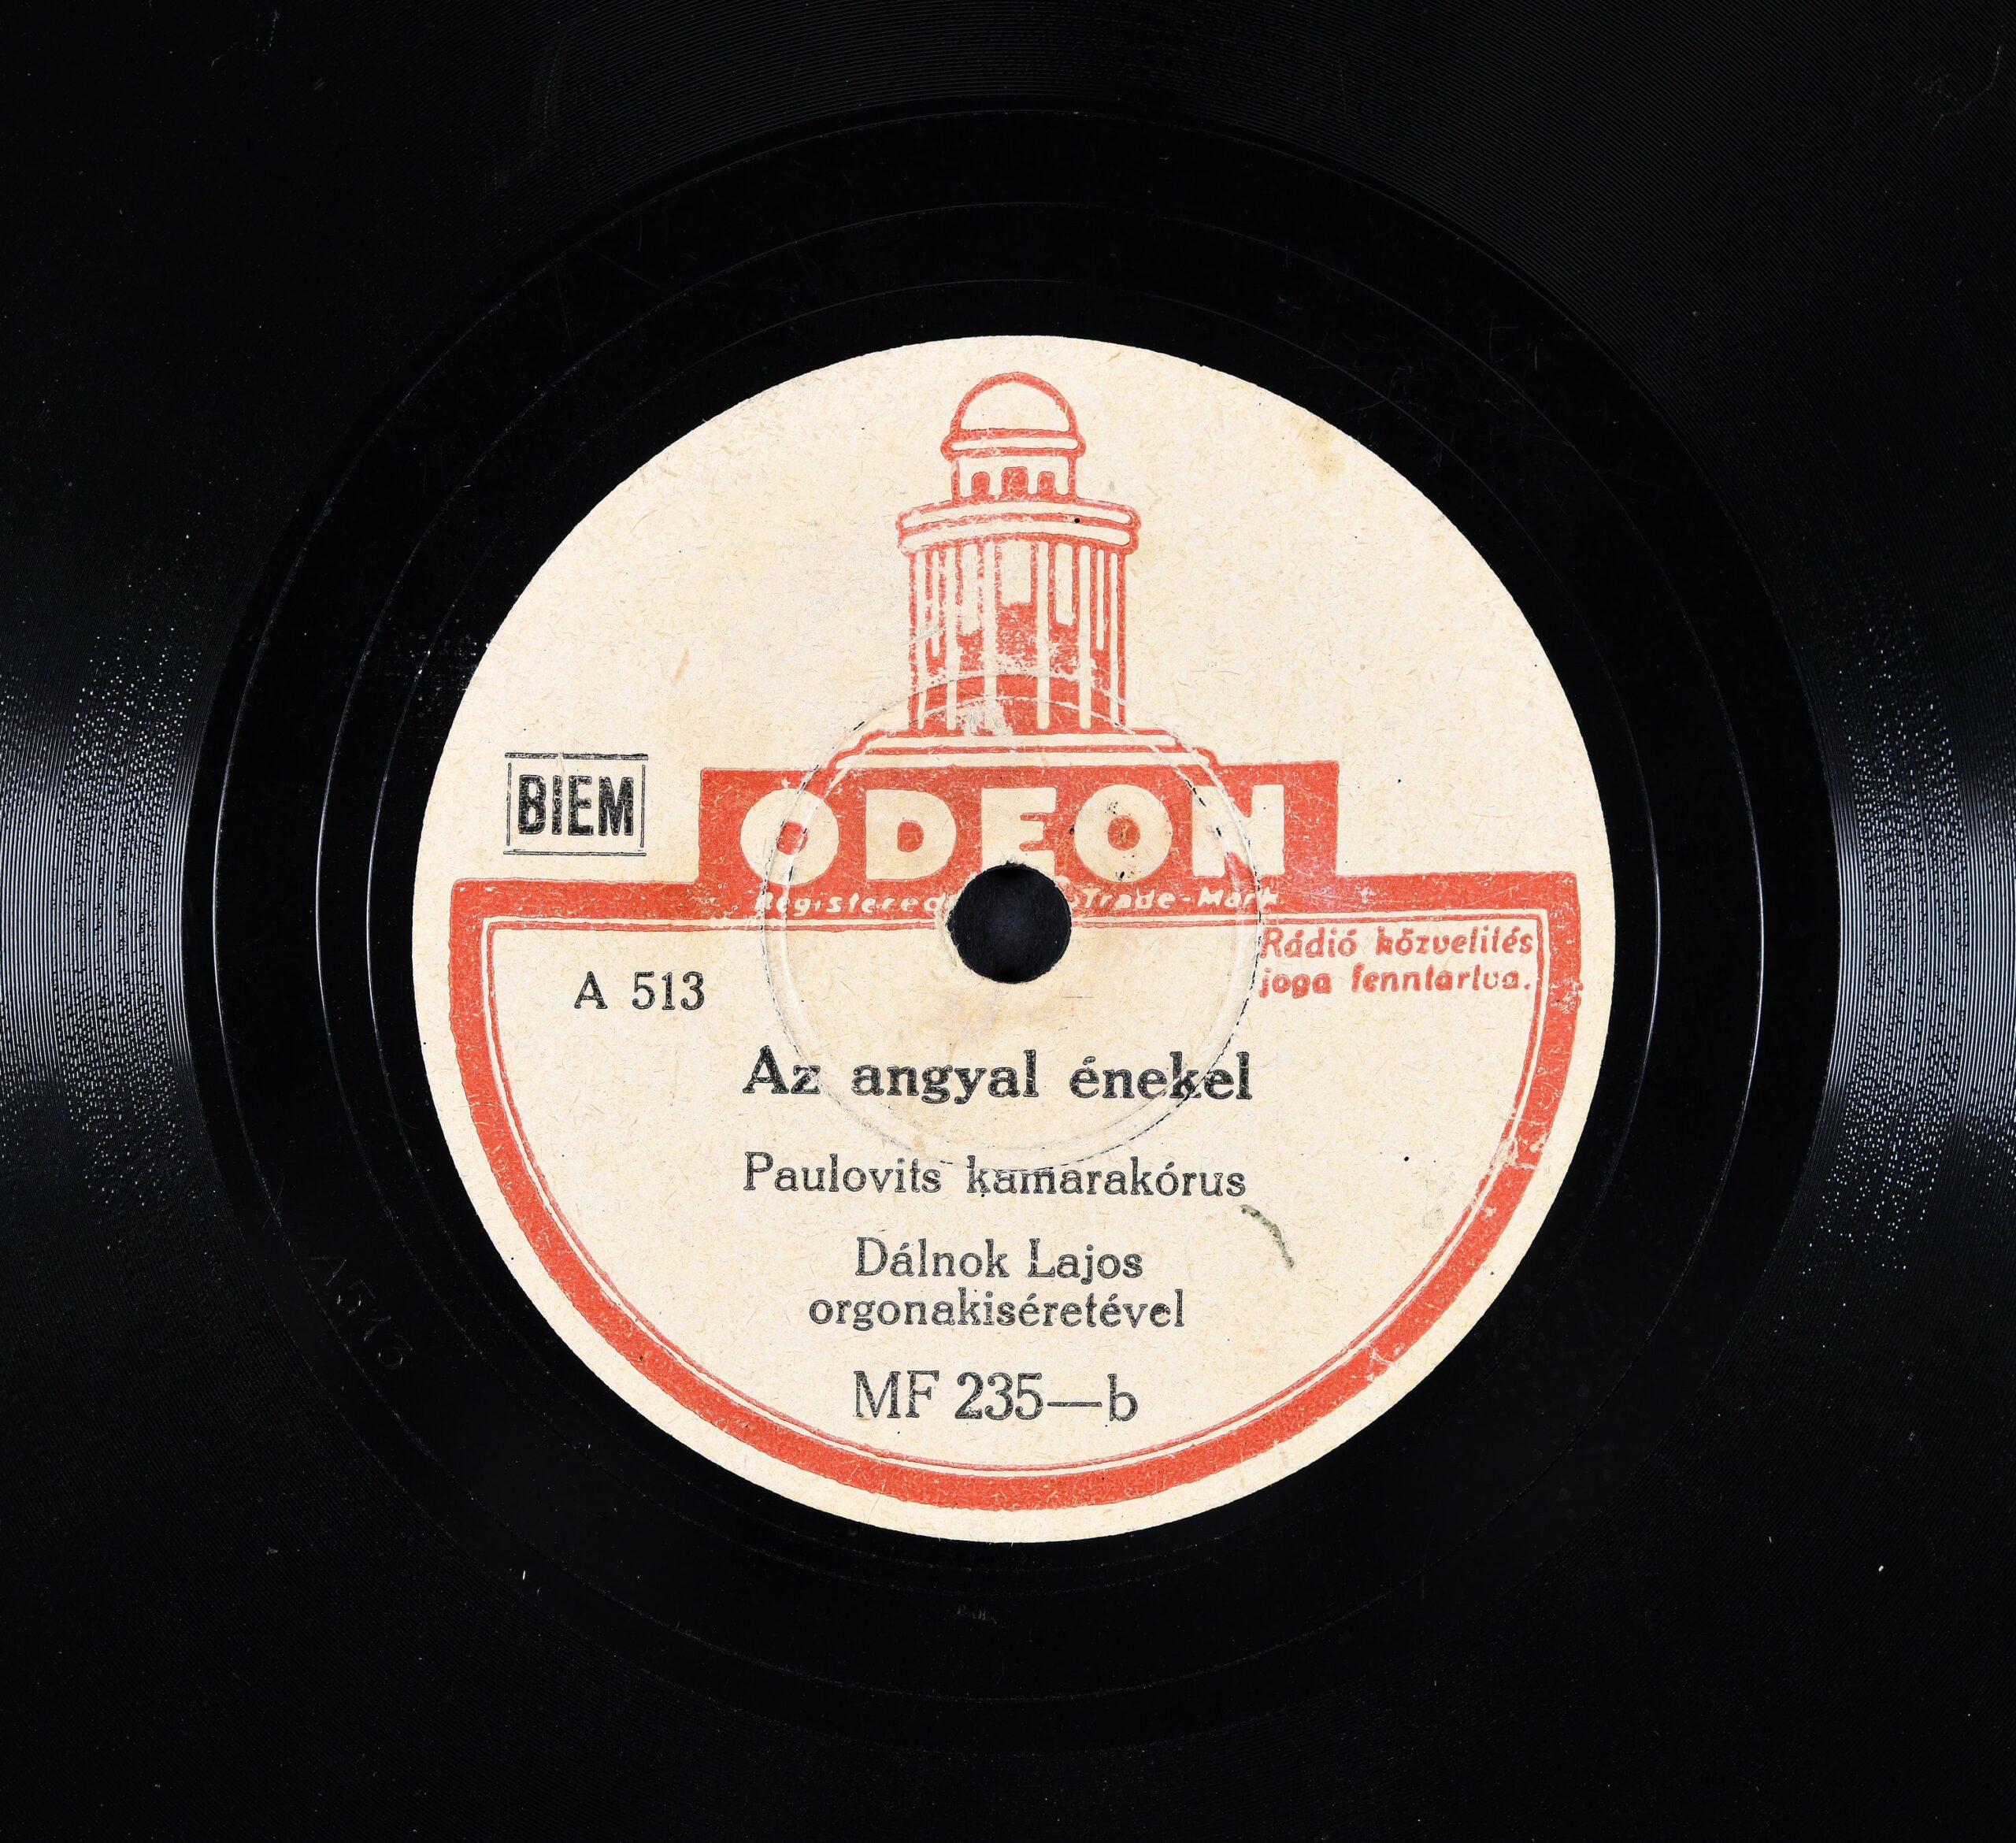 BIEM
ODEON
Registered Trade-Mark
Rádió közvetités
joga fenntartva.
A 513
Az angyal énekel
Paulovits kamarakórus
Dálnok Lajos
orgonakiséretével
MF 235—b
A513